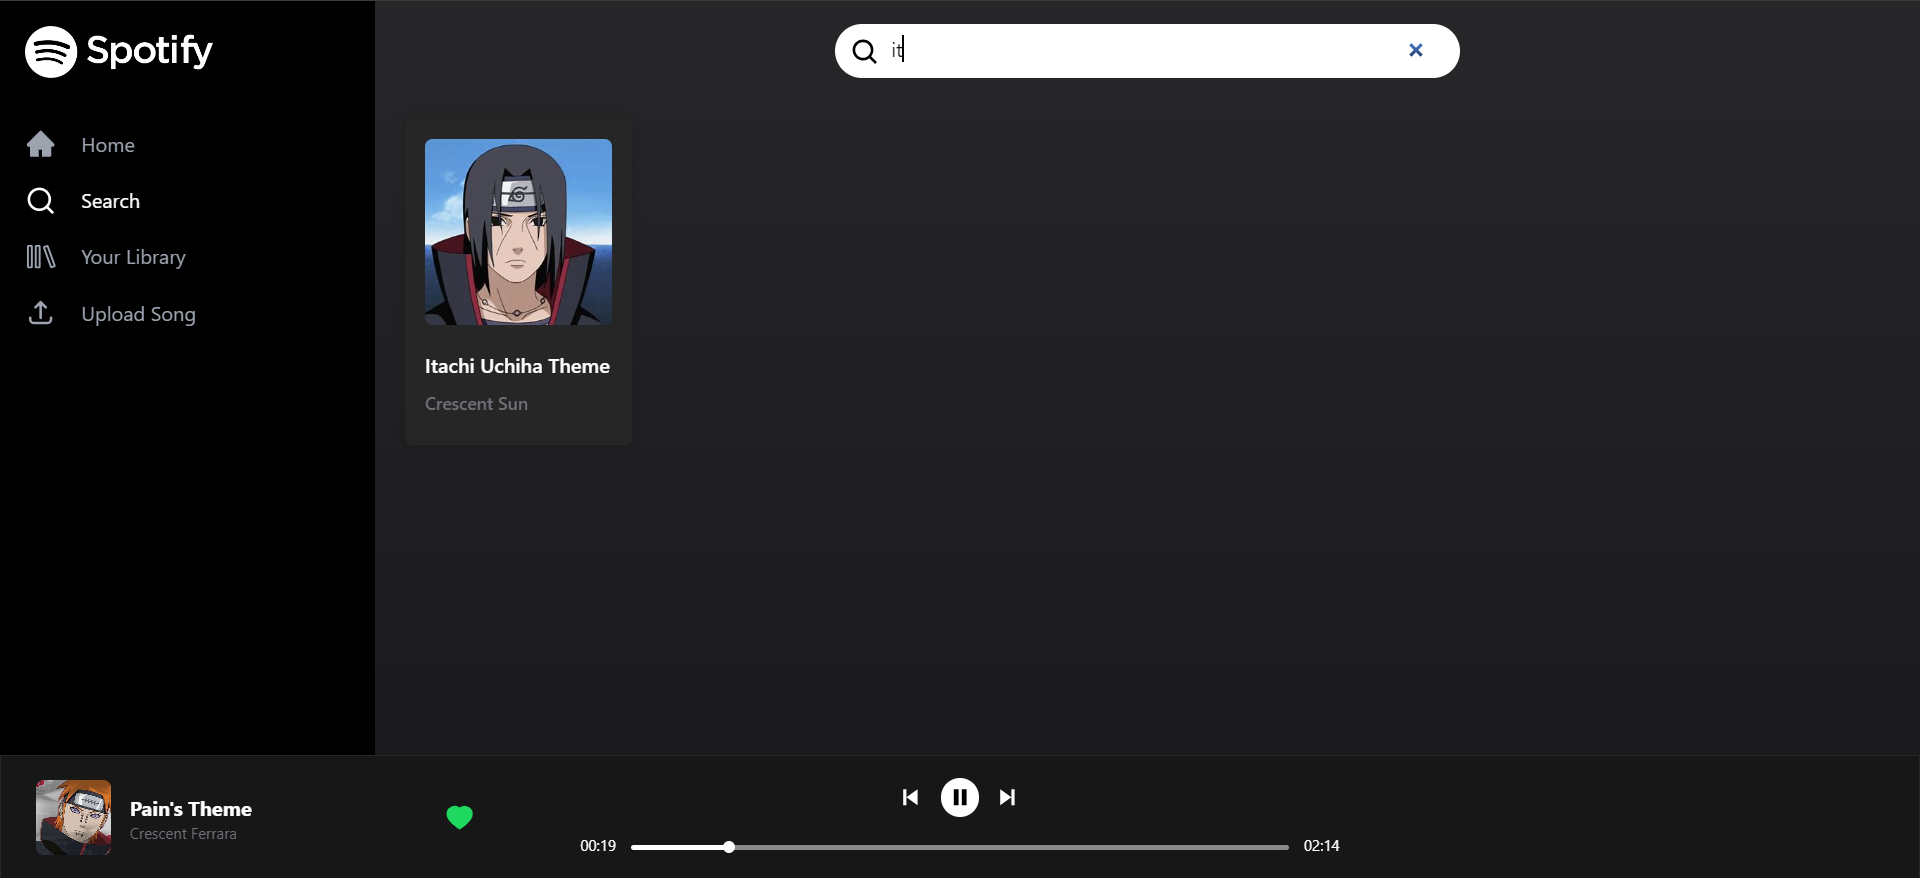 Spotify
it
Home
Search
Your Library
Upload Song
Itachi Uchiha Theme
Crescent Sun
Pain's Theme
Crescent Ferrara
00:19
02:14